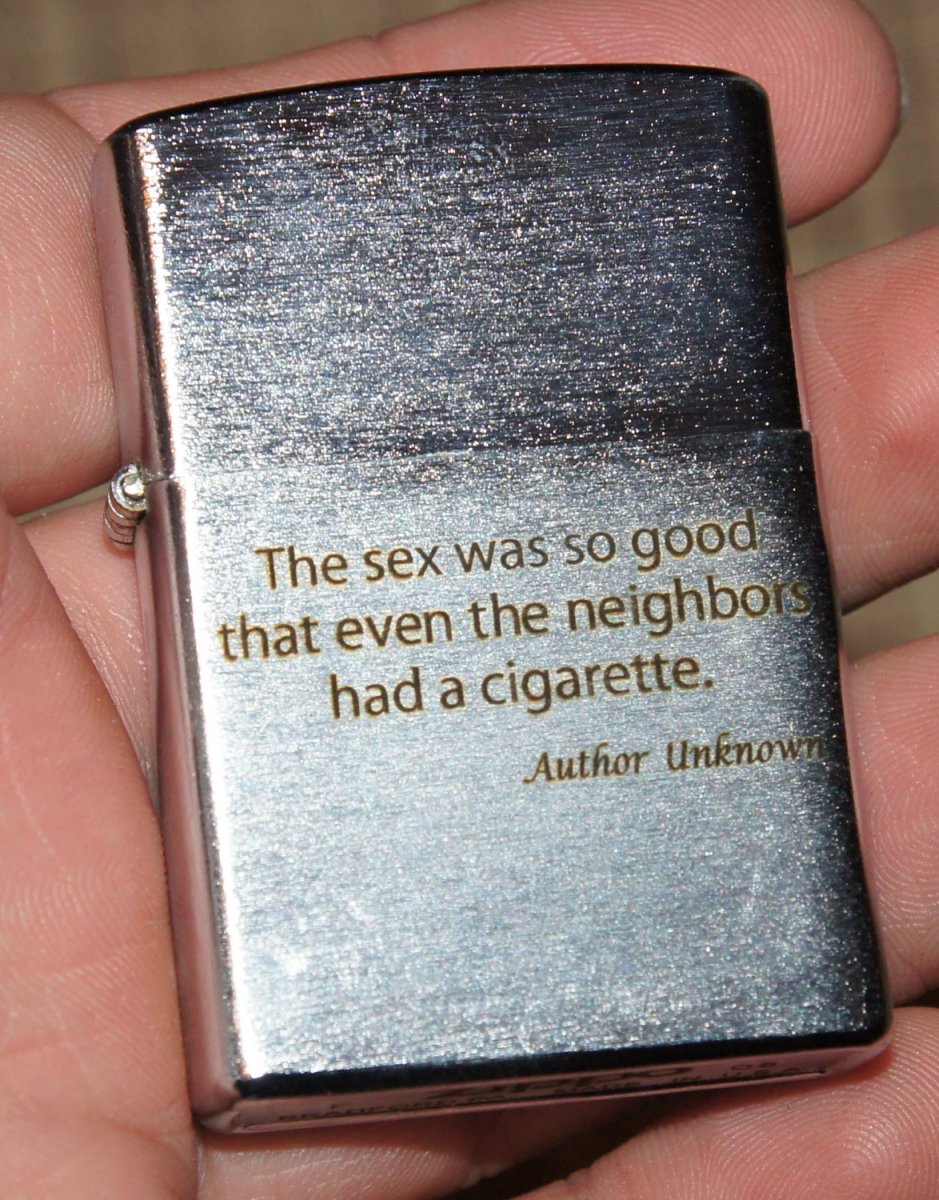 The sex was so good
that even the neighbors
had a cigarette.
Author Unknown